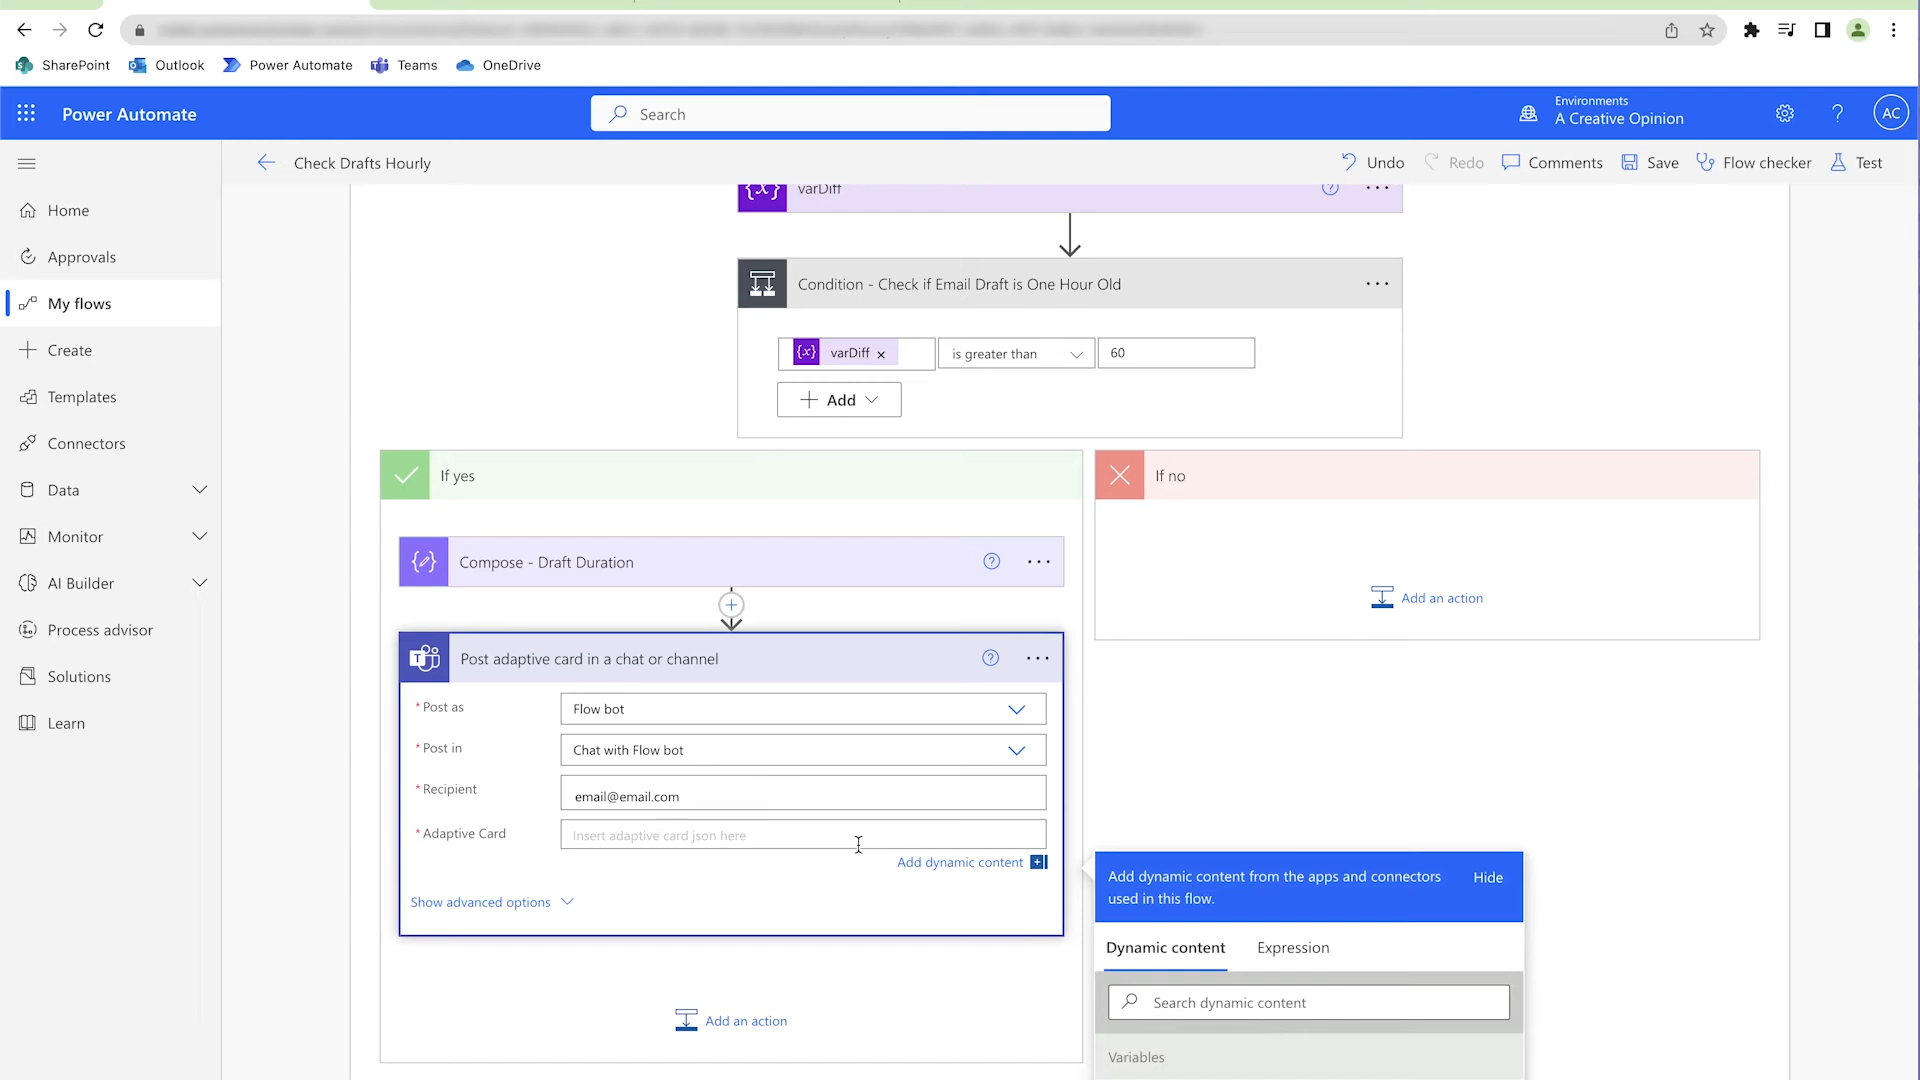 SharePoint
Outlook
Power Automate
Teams
OneDrive
Power Automate
Search
Environments
A Creative Opinion
AC
Check Drafts Hourly
Undo
Redo
Comments
Save
Flow checker
Test
Home
Approvals
My flows
Create
Templates
Connectors
Data
Monitor
AI Builder
Process advisor
Solutions
Learn
varDiff
Condition - Check if Email Draft is One Hour Old
varDiff
is greater than
60
Add
If yes
Compose - Draft Duration
Post adaptive card in a chat or channel
* Post as
Flow bot
* Post in
Chat with Flow bot
* Recipient
email@email.com
* Adaptive Card
Insert adaptive card json here
Add dynamic content
Show advanced options
Add an action
If no
Add an action
Add dynamic content from the apps and connectors
used in this flow.
Hide
Dynamic content
Expression
Search dynamic content
Variables